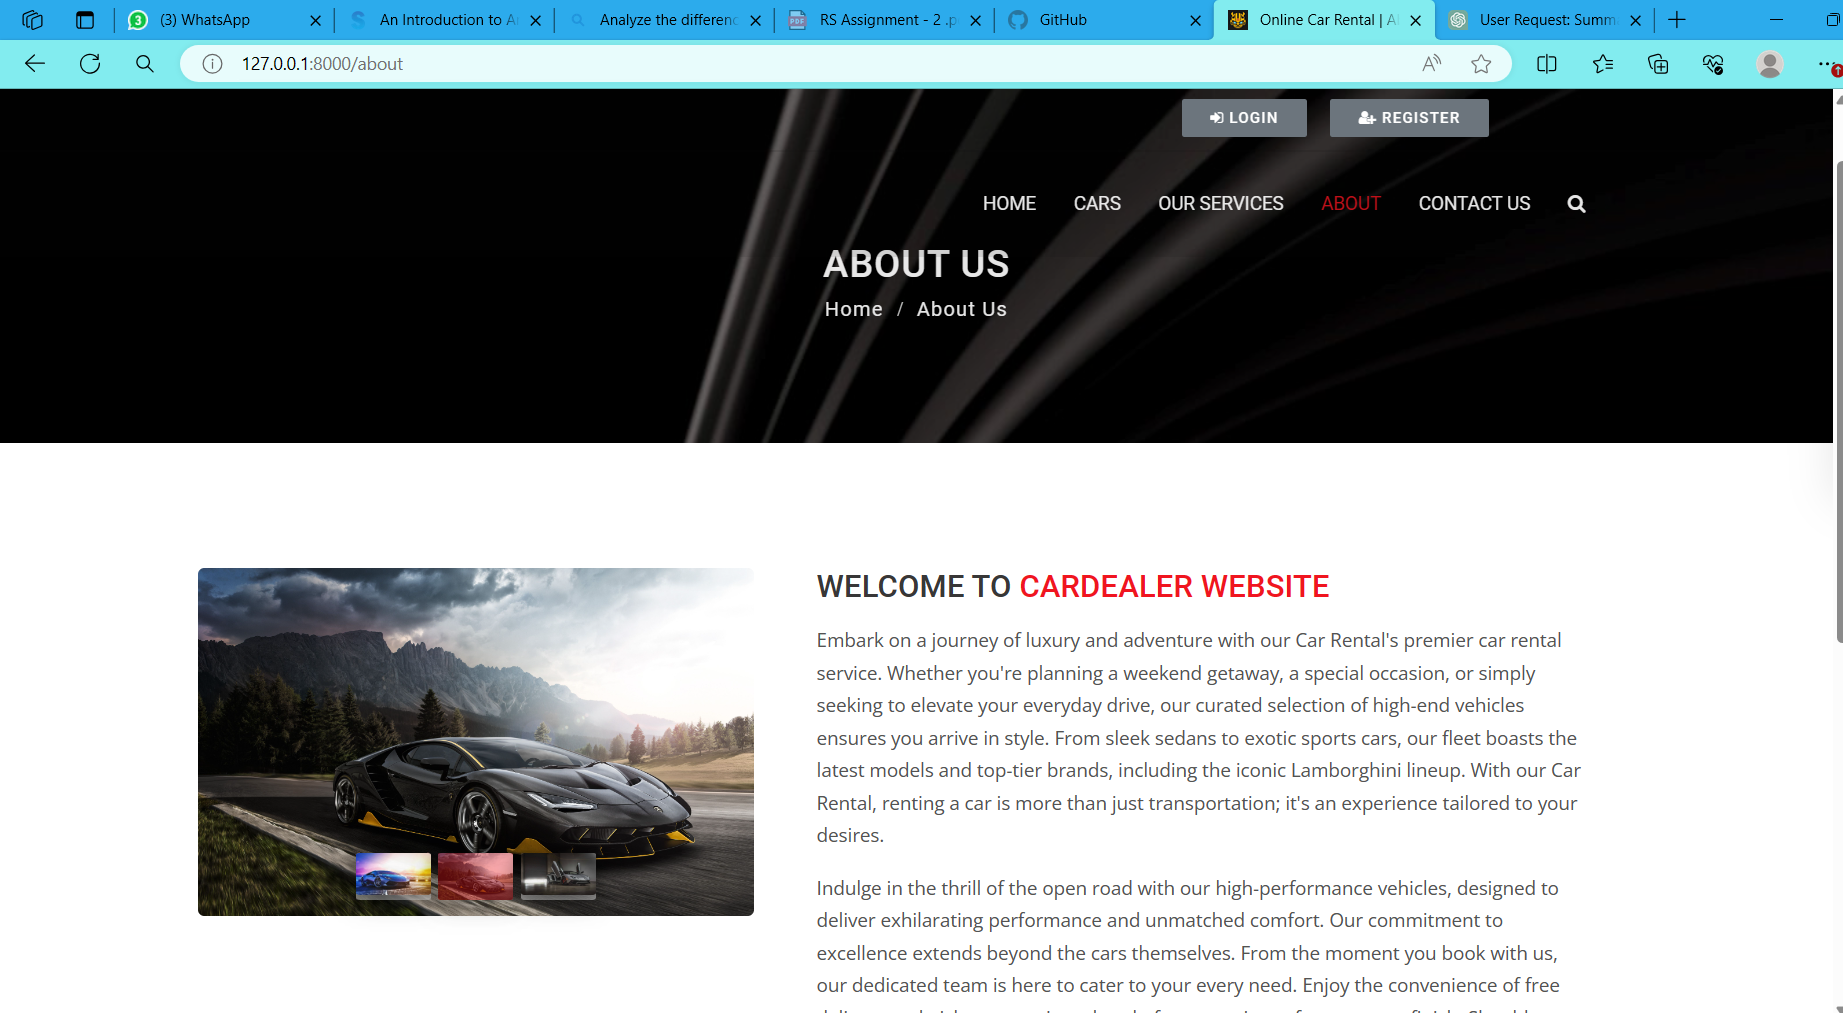 3
(3) WhatsApp
An Introduction to A
Analyze the differenc
PDF
RS Assignment - 2 .p
GitHub
Online Car Rental | A
User Request: Summ
127.0.0.1:8000/about
LOGIN
REGISTER
HOME
CARS
OUR SERVICES
ABOUT
CONTACT US
ABOUT US
Home / About Us
WELCOME TO CARDEALER WEBSITE
Embark on a journey of luxury and adventure with our Car Rental's premier car rental
service. Whether you're planning a weekend getaway, a special occasion, or simply
seeking to elevate your everyday drive, our curated selection of high-end vehicles
ensures you arrive in style. From sleek sedans to exotic sports cars, our fleet boasts the
latest models and top-tier brands, including the iconic Lamborghini lineup. With our Car
Rental, renting a car is more than just transportation; it's an experience tailored to your
desires.
Indulge in the thrill of the open road with our high-performance vehicles, designed to
deliver exhilarating performance and unmatched comfort. Our commitment to
excellence extends beyond the cars themselves. From the moment you book with us,
our dedicated team is here to cater to your every need. Enjoy the convenience of free